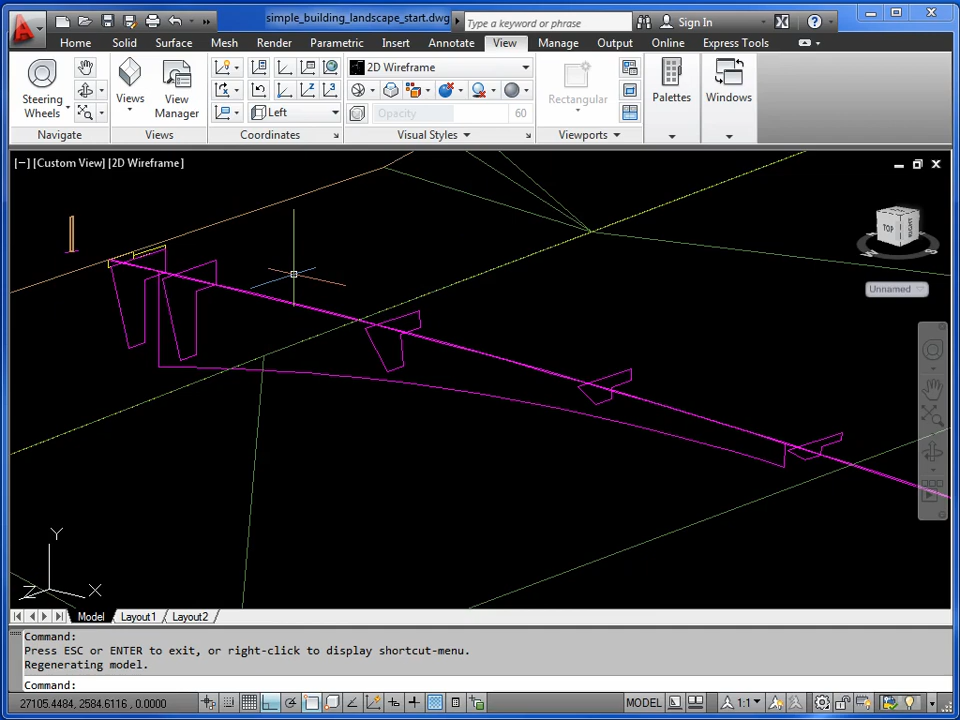 simple_building_landscape_start.dwg
Type a keyword or phrase
Sign In
Home Solid Surface Mesh Render Parametric Insert Annotate View Manage Output Online Express Tools
Steering Wheels
Views
View Manager
Left
2D Wireframe
Opacity 60
Rectangular
Palettes
Windows
Navigate Views Coordinates Visual Styles Viewports
[−] [Custom View] [2D Wireframe]
TOP
S
Unnamed
Y
Z X
Model Layout1 Layout2
Command:
Press ESC or ENTER to exit, or right-click to display shortcut-menu.
Regenerating model.
Command:
27105.4484, 2584.6116 , 0.0000
MODEL
1:1